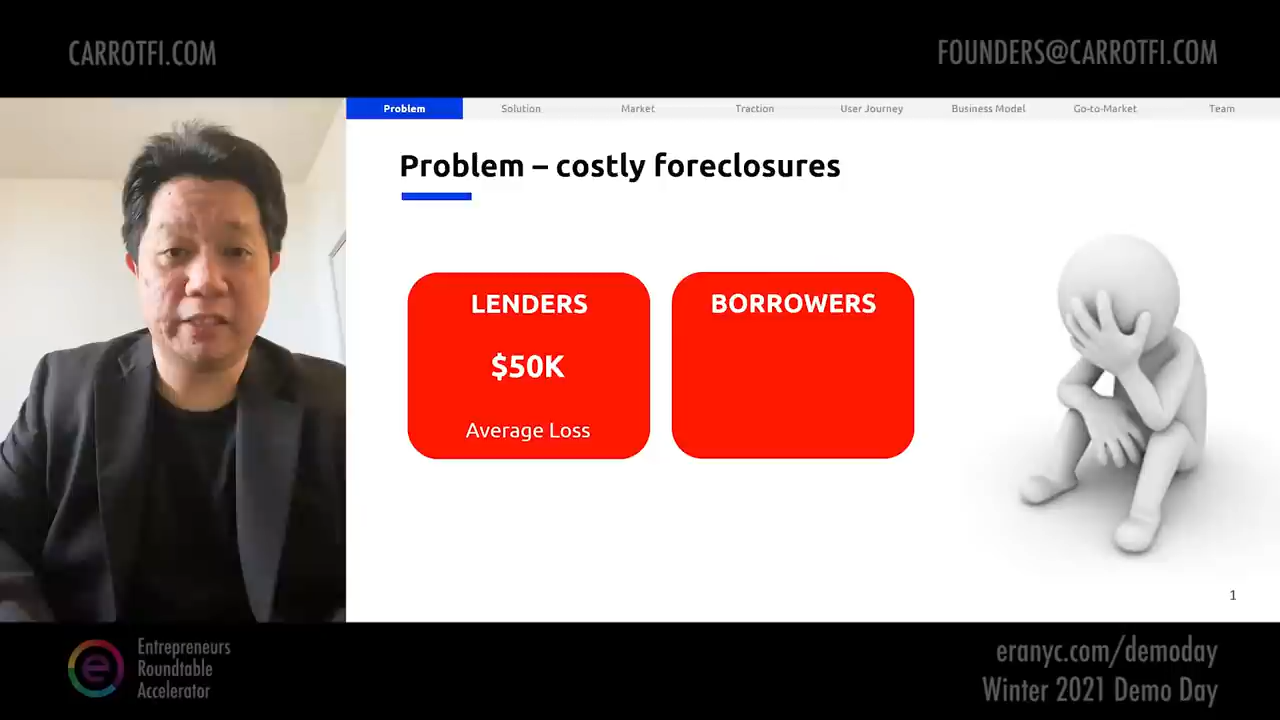 CARROTFI.COM
FOUNDERS@CARROTFI.COM
Problem
Solution
Market
Traction
User Journey
Business Model
Go-to-Market
Team
Problem – costly foreclosures
LENDERS
$50K
Average Loss
BORROWERS
1
e
Entrepreneurs
Roundtable
Accelerator
eranyc.com/demoday
Winter 2021 Demo Day